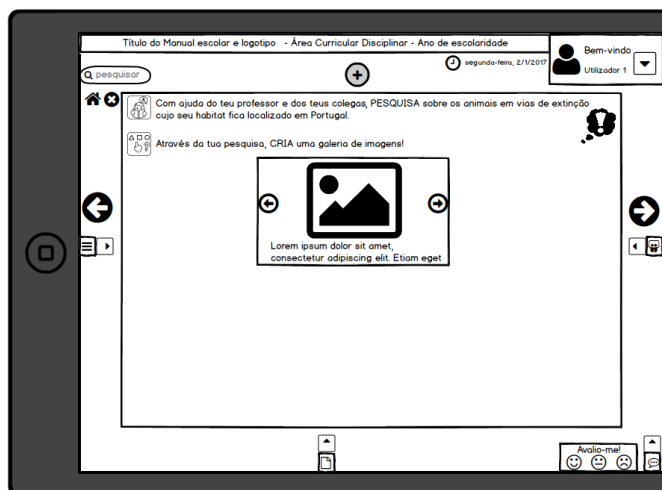 Título do Manual escolar e logotipo - Área Curricular Disciplinar - Ano de escolaridade
Bem-vindo
segunda-feira, 2/1/2017
Utilizador 1
pesquisar
Com ajuda do teu professor e dos teus colegas, PESQUISA sobre os animais em vias de extinção
cujo seu habitat fica localizado em Portugal.
Através da tua pesquisa, CRIA uma galeria de imagens!
Lorem ipsum dolor sit amet,
consectetur adipiscing elit. Etiam eget
Avalio-me!